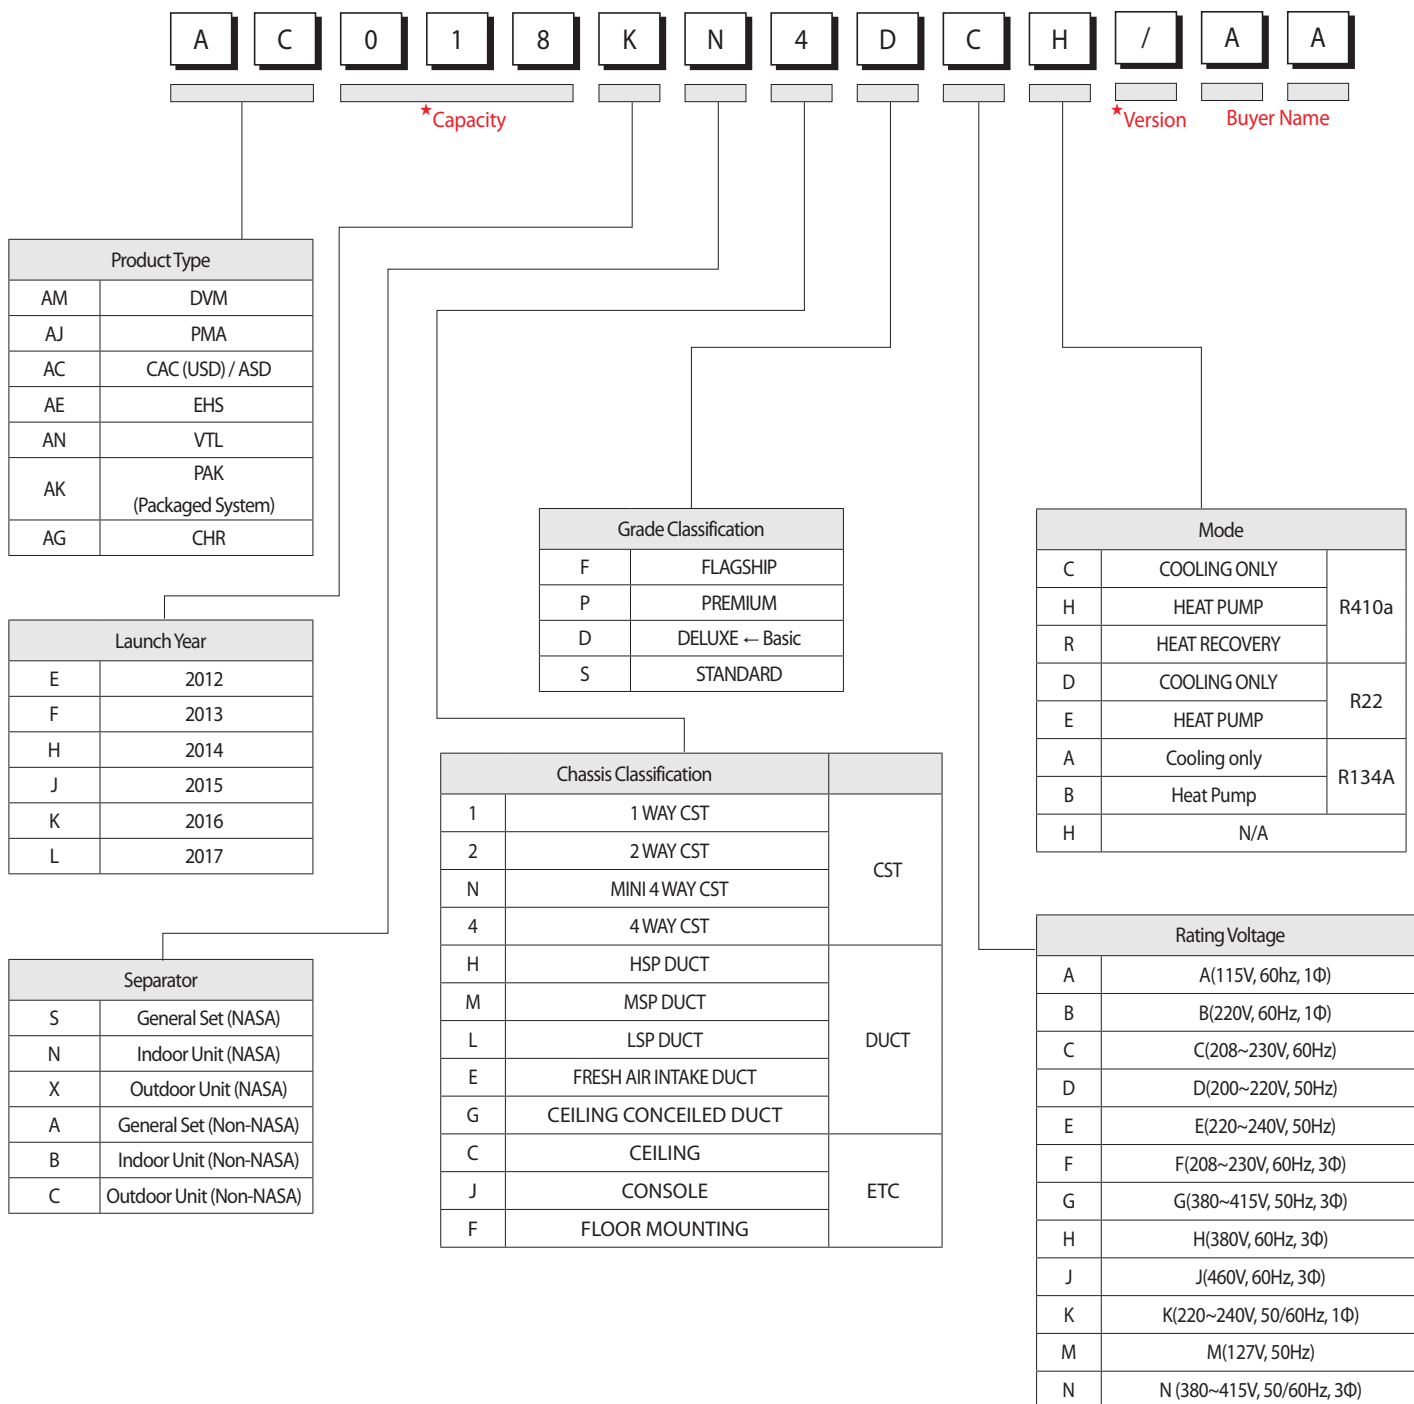 A C 0 1 8 K N 4 D C H / A A
★Capacity
★Version
Buyer Name
Product Type
AM DVM
AJ PMA
AC CAC (USD) / ASD
AE EHS
AN VTL
AK PAK
(Packaged System)
AG CHR
Launch Year
E 2012
F 2013
H 2014
J 2015
K 2016
L 2017
Separator
S General Set (NASA)
N Indoor Unit (NASA)
X Outdoor Unit (NASA)
A General Set (Non-NASA)
B Indoor Unit (Non-NASA)
C Outdoor Unit (Non-NASA)
Grade Classification
F FLAGSHIP
P PREMIUM
D DELUXE ← Basic
S STANDARD
Chassis Classification
1 1 WAY CST
2 2 WAY CST
N MINI 4 WAY CST
4 4 WAY CST
CST
H HSP DUCT
M MSP DUCT
L LSP DUCT
E FRESH AIR INTAKE DUCT
G CEILING CONCEILED DUCT
DUCT
C CEILING
J CONSOLE
F FLOOR MOUNTING
ETC
Mode
C COOLING ONLY
H HEAT PUMP
R HEAT RECOVERY
R410a
D COOLING ONLY
E HEAT PUMP
R22
A Cooling only
B Heat Pump
R134A
H N/A
Rating Voltage
A A(115V, 60hz, 1Φ)
B B(220V, 60Hz, 1Φ)
C C(208~230V, 60Hz)
D D(200~220V, 50Hz)
E E(220~240V, 50Hz)
F F(208~230V, 60Hz, 3Φ)
G G(380~415V, 50Hz, 3Φ)
H H(380V, 60Hz, 3Φ)
J J(460V, 60Hz, 3Φ)
K K(220~240V, 50/60Hz, 1Φ)
M M(127V, 50Hz)
N N (380~415V, 50/60Hz, 3Φ)